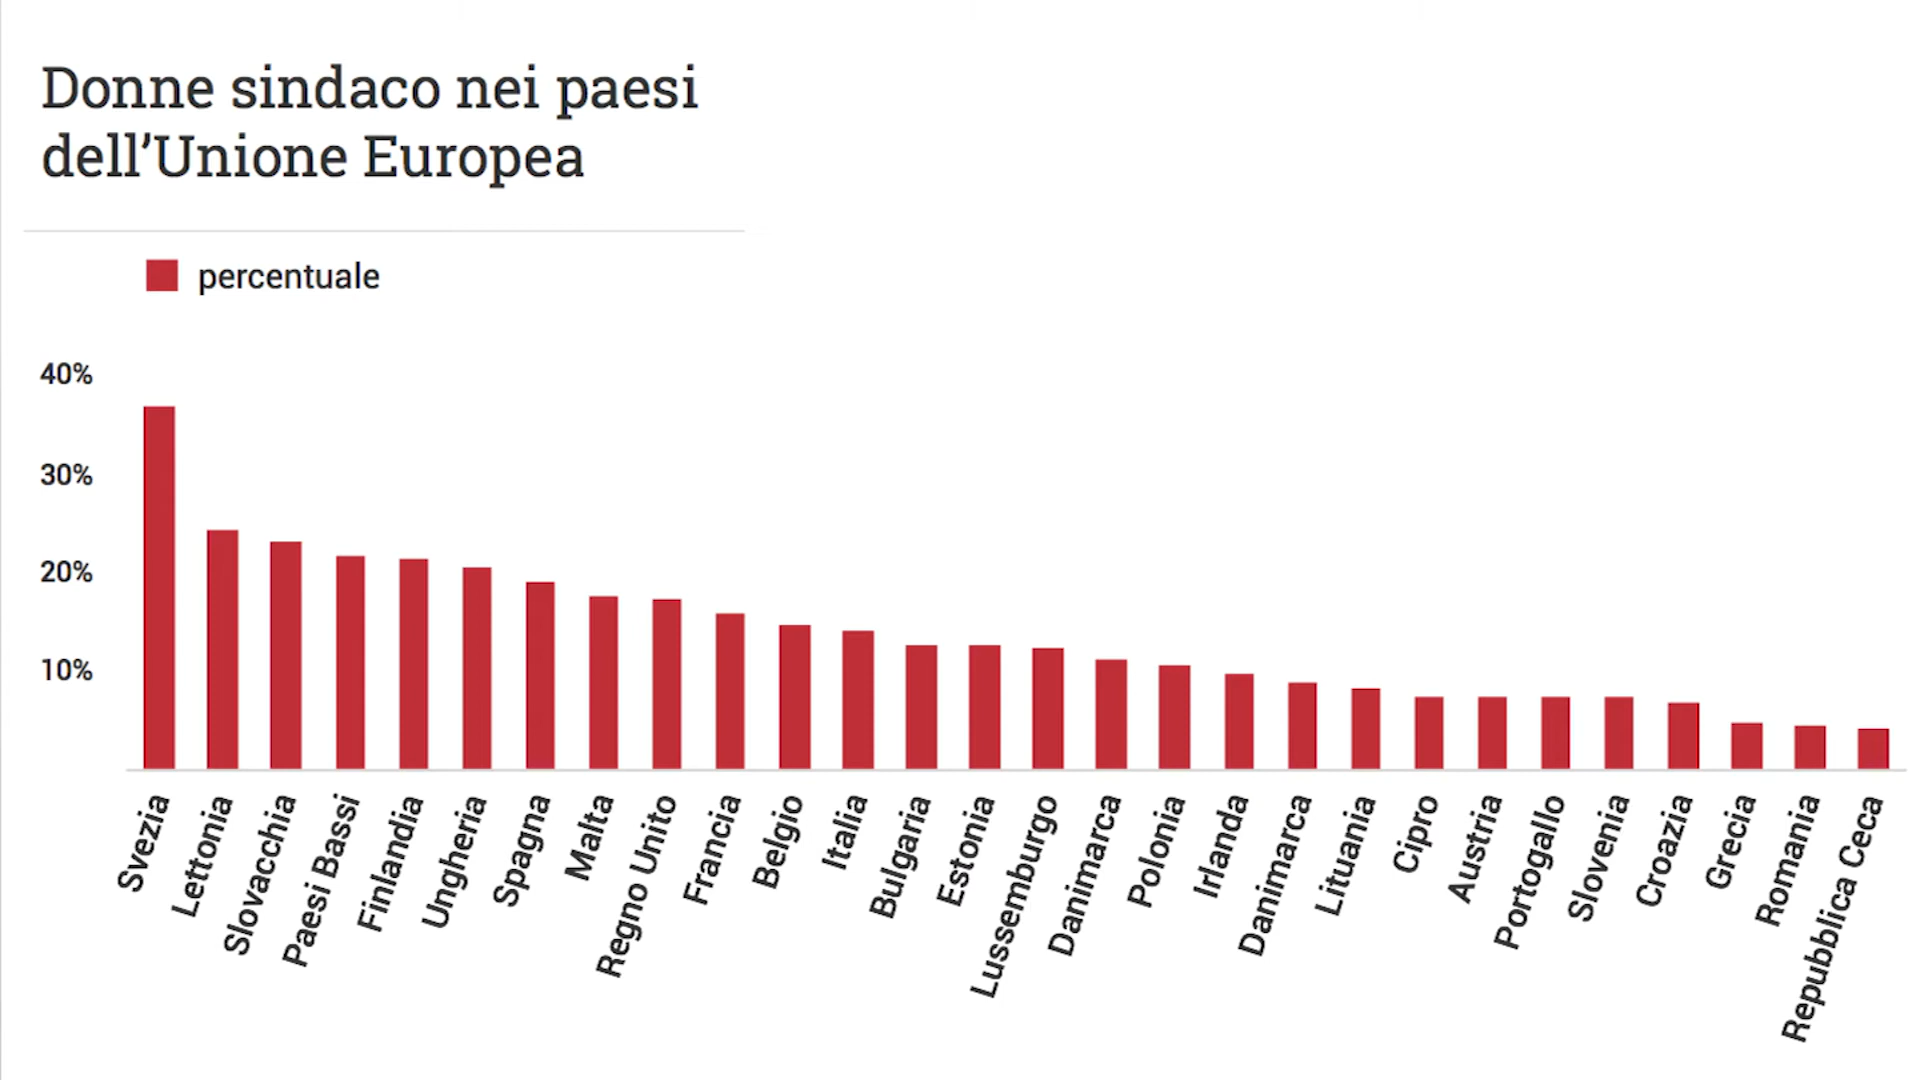 Donne sindaco nei paesi
dell’Unione Europea
percentuale
40%
30%
20%
10%
Svezia
Lettonia
Slovacchia
Paesi Bassi
Finlandia
Ungheria
Spagna
Malta
Regno Unito
Francia
Belgio
Italia
Bulgaria
Estonia
Lussemburgo
Danimarca
Polonia
Irlanda
Danimarca
Lituania
Cipro
Austria
Portogallo
Slovenia
Croazia
Grecia
Romania
Repubblica Ceca